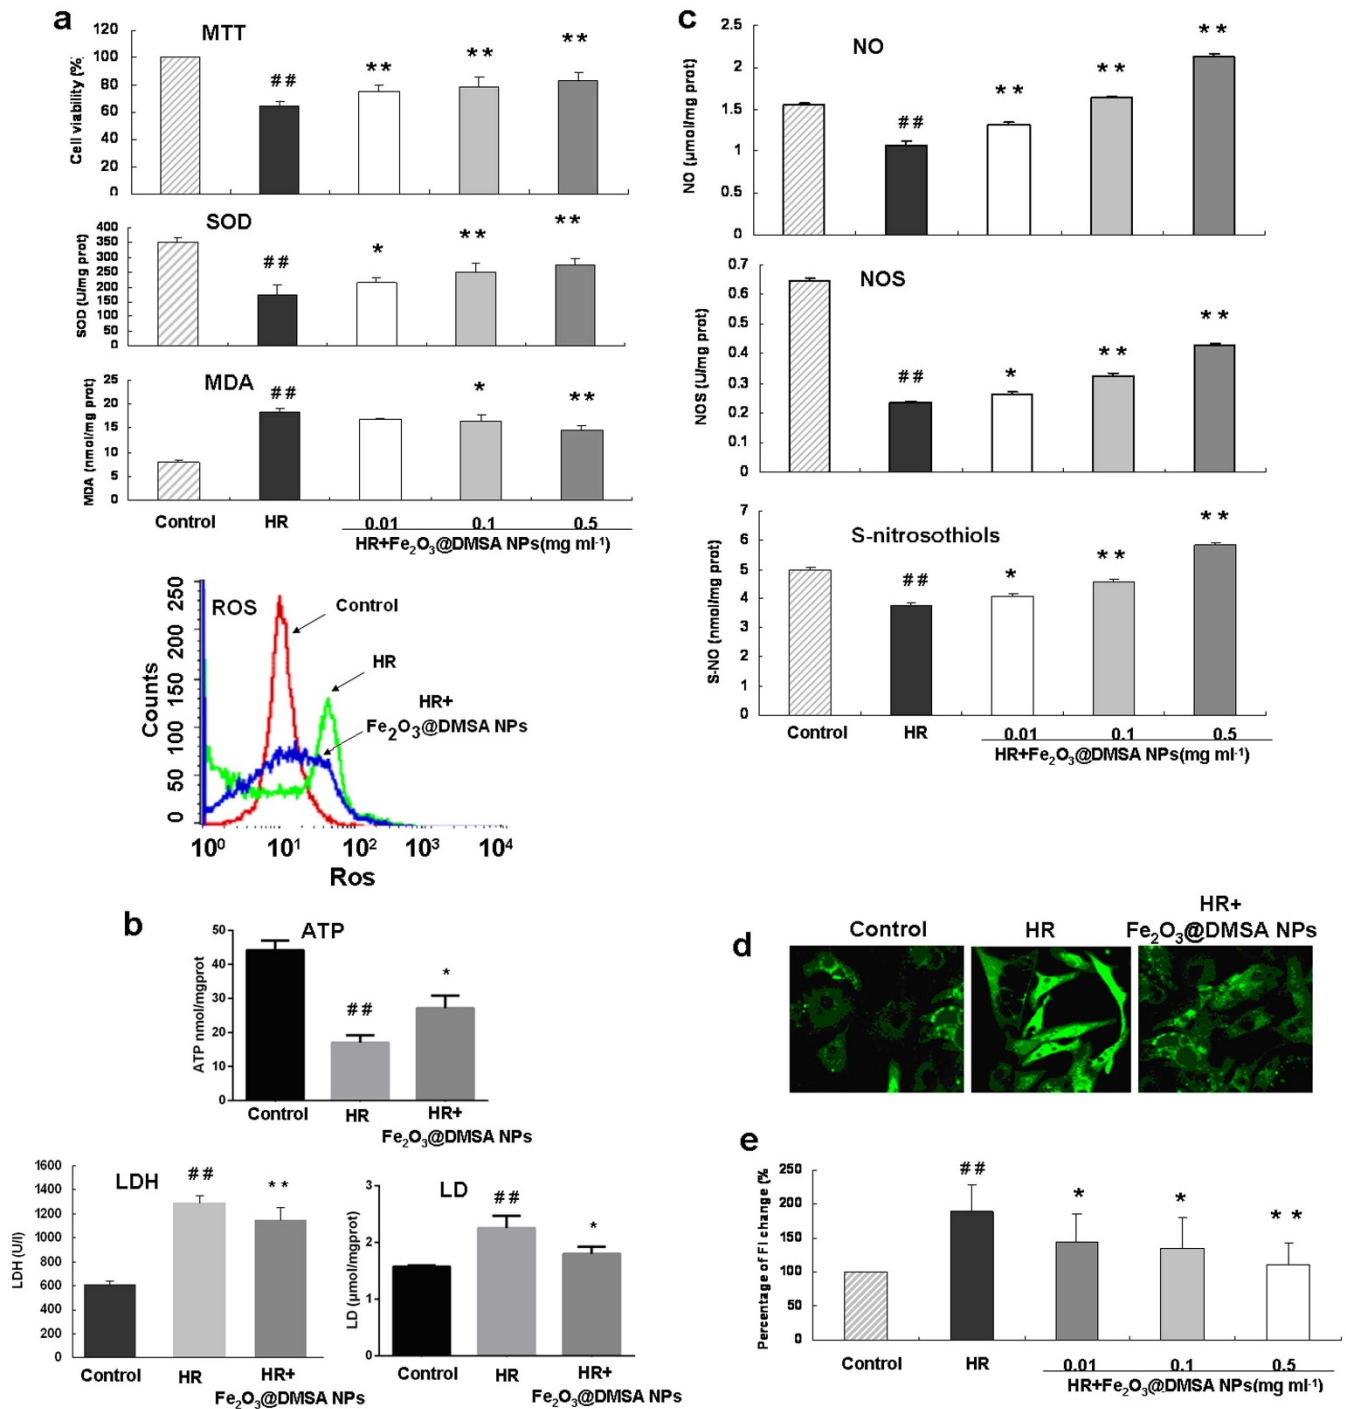 a
MTT
Cell viability (%
120
100
80
60
40
20
0
##
**
**
**
SOD
SOD (U/mg prot)
400
350
300
250
200
150
100
50
0
##
*
**
**
MDA
MDA (nmol/mg prot)
25
20
15
10
5
0
##
*
**
Control
HR
0.01
0.1
0.5
HR+Fe₂O₃@DMSA NPs(mg ml⁻¹)
ROS
Counts
250
200
150
100
50
0
Control
HR
HR+
Fe₂O₃@DMSA NPs
10⁰
10¹
10²
10³
10⁴
Ros
b
ATP
ATP nmol/mgprot
50
40
30
20
10
0
##
*
Control
HR
HR+
Fe₂O₃@DMSA NPs
LDH
LDH (U/l)
1600
1400
1200
1000
800
600
400
200
0
##
**
Control
HR
HR+
Fe₂O₃@DMSA NPs
LD
LD (μmol/mgprot)
3
2
1
0
##
*
Control
HR
HR+
Fe₂O₃@DMSA NPs
c
NO
NO (μmol/mg prot)
2.5
2
1.5
1
0.5
0
##
**
**
**
NOS
NOS (U/mg prot)
0.7
0.6
0.5
0.4
0.3
0.2
0.1
0
##
*
**
**
S-nitrosothiols
S-NO (nmol/mg prot)
7
6
5
4
3
2
1
0
##
*
**
**
Control
HR
0.01
0.1
0.5
HR+Fe₂O₃@DMSA NPs(mg ml⁻¹)
d
Control
HR
HR+
Fe₂O₃@DMSA NPs
e
Percentage of FI change (%
250
200
150
100
50
0
##
*
*
**
Control
HR
0.01
0.1
0.5
HR+Fe₂O₃@DMSA NPs(mg ml⁻¹)